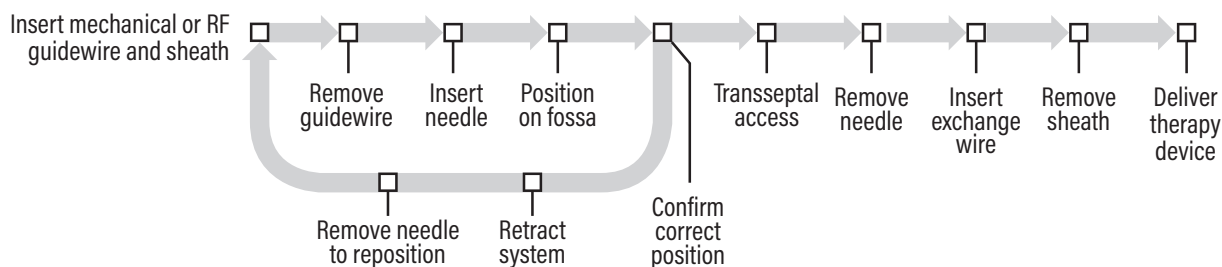 Insert mechanical or RF
guidewire and sheath
Remove
guidewire
Insert
needle
Position
on fossa
Confirm
correct
position
Transseptal
access
Remove
needle
Insert
exchange
wire
Remove
sheath
Deliver
therapy
device
Remove needle
to reposition
Retract
system